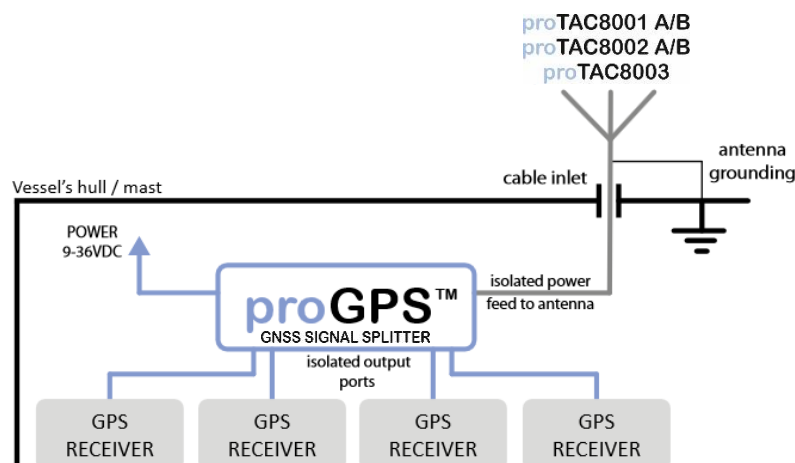 proTAC8001 A/B
proTAC8002 A/B
proTAC8003
antenna
grounding
cable inlet
Vessel's hull / mast
POWER
9-36VDC
isolated power
feed to antenna
proGPS™
GNSS SIGNAL SPLITTER
isolated output
ports
GPS
RECEIVER
GPS
RECEIVER
GPS
RECEIVER
GPS
RECEIVER